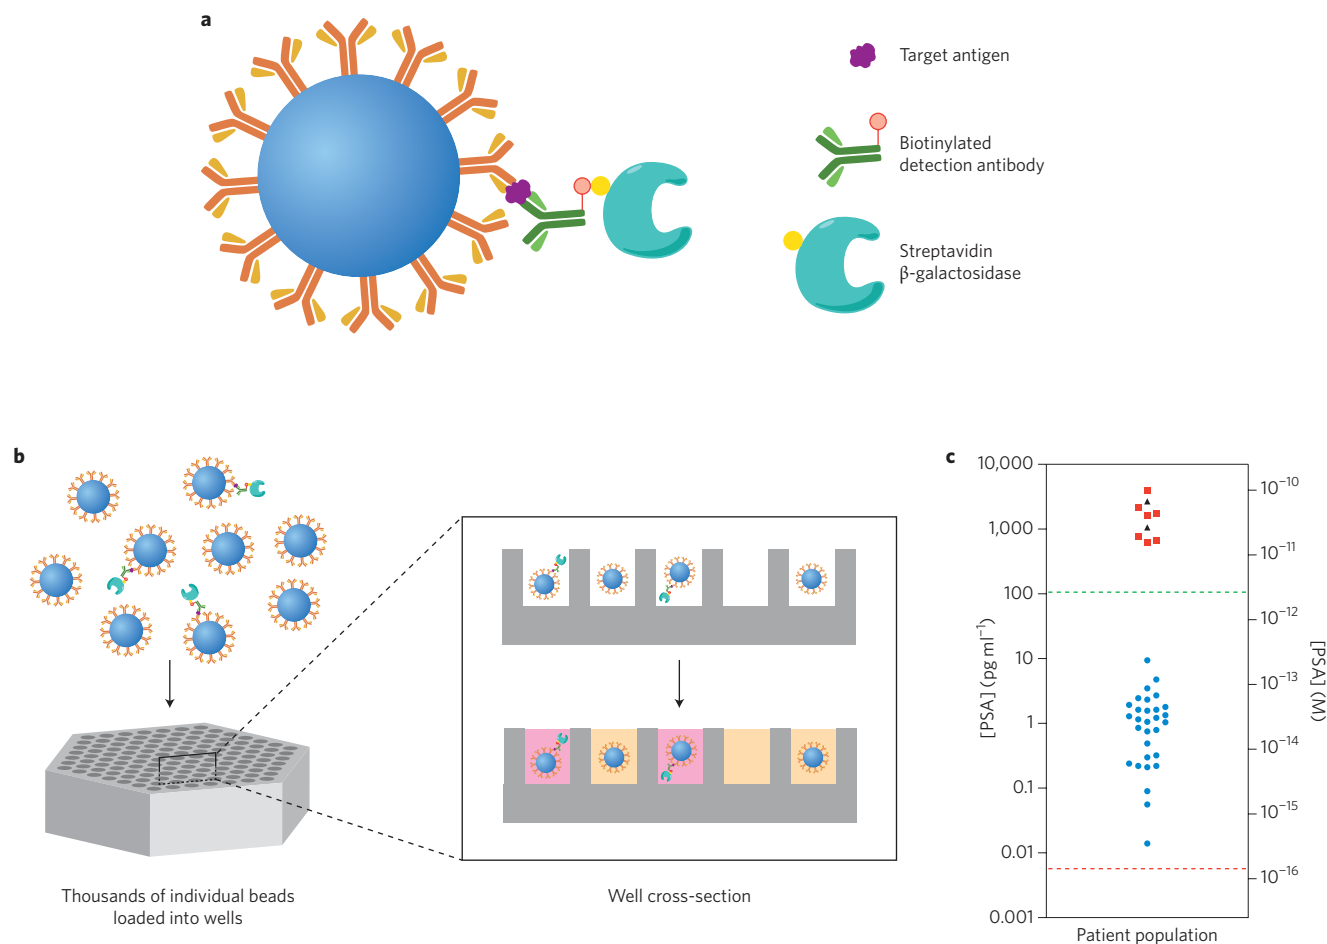 a
Target antigen
Biotinylated
detection antibody
Streptavidin
β-galactosidase
b
Thousands of individual beads
loaded into wells
Well cross-section
c
10,000
1,000
100
10
1
0.1
0.01
0.001
[PSA] (pg ml⁻¹)
10⁻¹⁰
10⁻¹¹
10⁻¹²
10⁻¹³
10⁻¹⁴
10⁻¹⁵
10⁻¹⁶
[PSA] (M)
Patient population